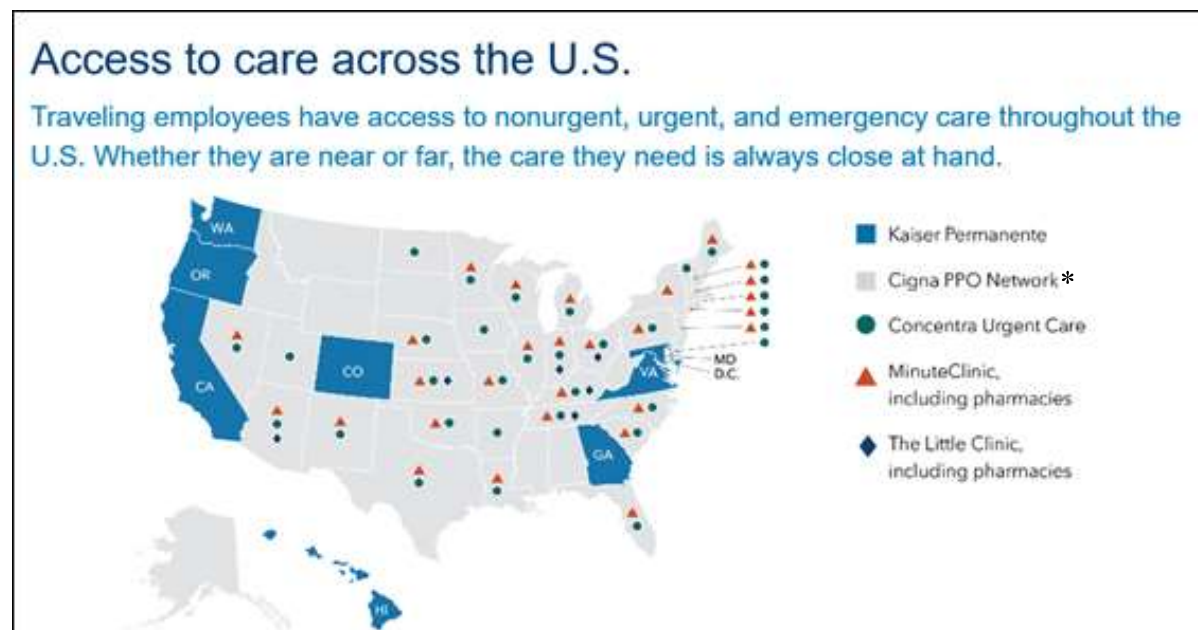 Access to care across the U.S.
Traveling employees have access to nonurgent, urgent, and emergency care throughout the
U.S. Whether they are near or far, the care they need is always close at hand.
WA
OR
CA
CO
VA
MD
D.C.
GA
HI
Kaiser Permanente
Cigna PPO Network*
Concentra Urgent Care
MinuteClinic,
including pharmacies
The Little Clinic,
including pharmacies